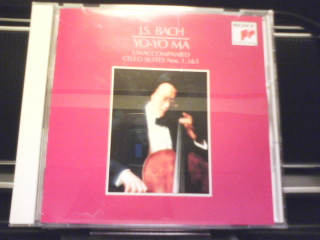 J.S. BACH
YO-YO MA
UNACCOMPANIED
CELLO SUITES Nos. 1, 5 & 6
SONY